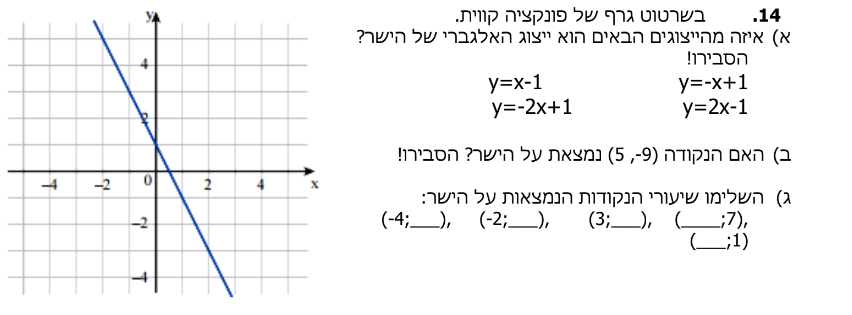 14. בשרטוט גרף של פונקציה קווית.
א) איזה מהייצוגים הבאים הוא ייצוג האלגברי של הישר?
הסבירו!
y=-x+1 y=x-1
y=2x-1 y=-2x+1
ב) האם הנקודה (5 ,-9) נמצאת על הישר? הסבירו!
ג) השלימו שיעורי הנקודות הנמצאות על הישר:
(-4;___), (-2;___), (3;___), (____;7),
(___;1)
y
4
2
-4 -2 0 2 4 x
-2
-4